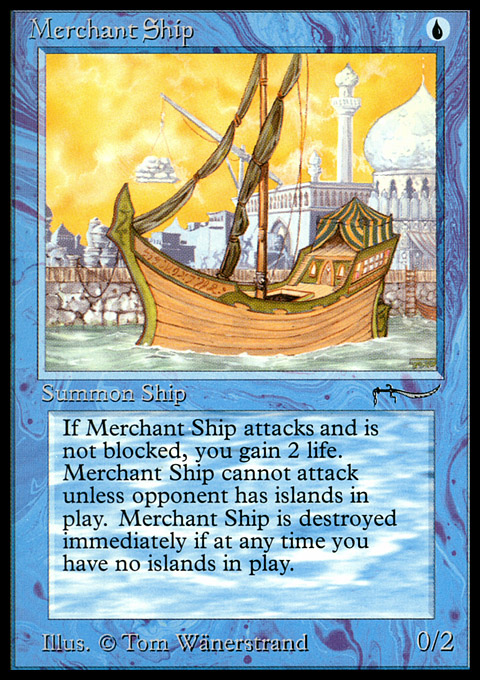 Merchant Ship
Summon Ship
If Merchant Ship attacks and is
not blocked, you gain 2 life.
Merchant Ship cannot attack
unless opponent has islands in
play. Merchant Ship is destroyed
immediately if at any time you
have no islands in play.
Illus. © Tom Wänerstrand
0/2